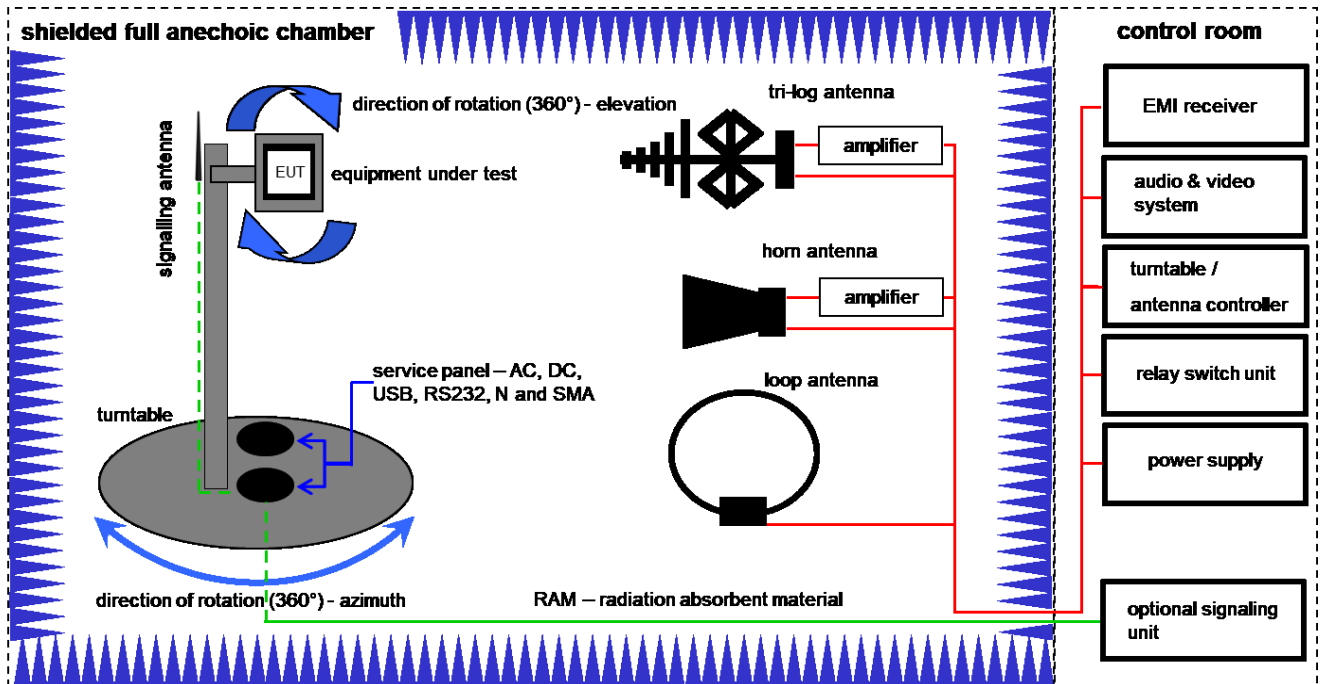 shielded full anechoic chamber
control room
direction of rotation (360°) - elevation
tri-log antenna
EMI receiver
amplifier
signalling antenna
EUT
equipment under test
audio & video
system
horn antenna
amplifier
turntable /
antenna controller
service panel – AC, DC,
USB, RS232, N and SMA
loop antenna
relay switch unit
turntable
power supply
direction of rotation (360°) - azimuth
RAM – radiation absorbent material
optional signaling
unit